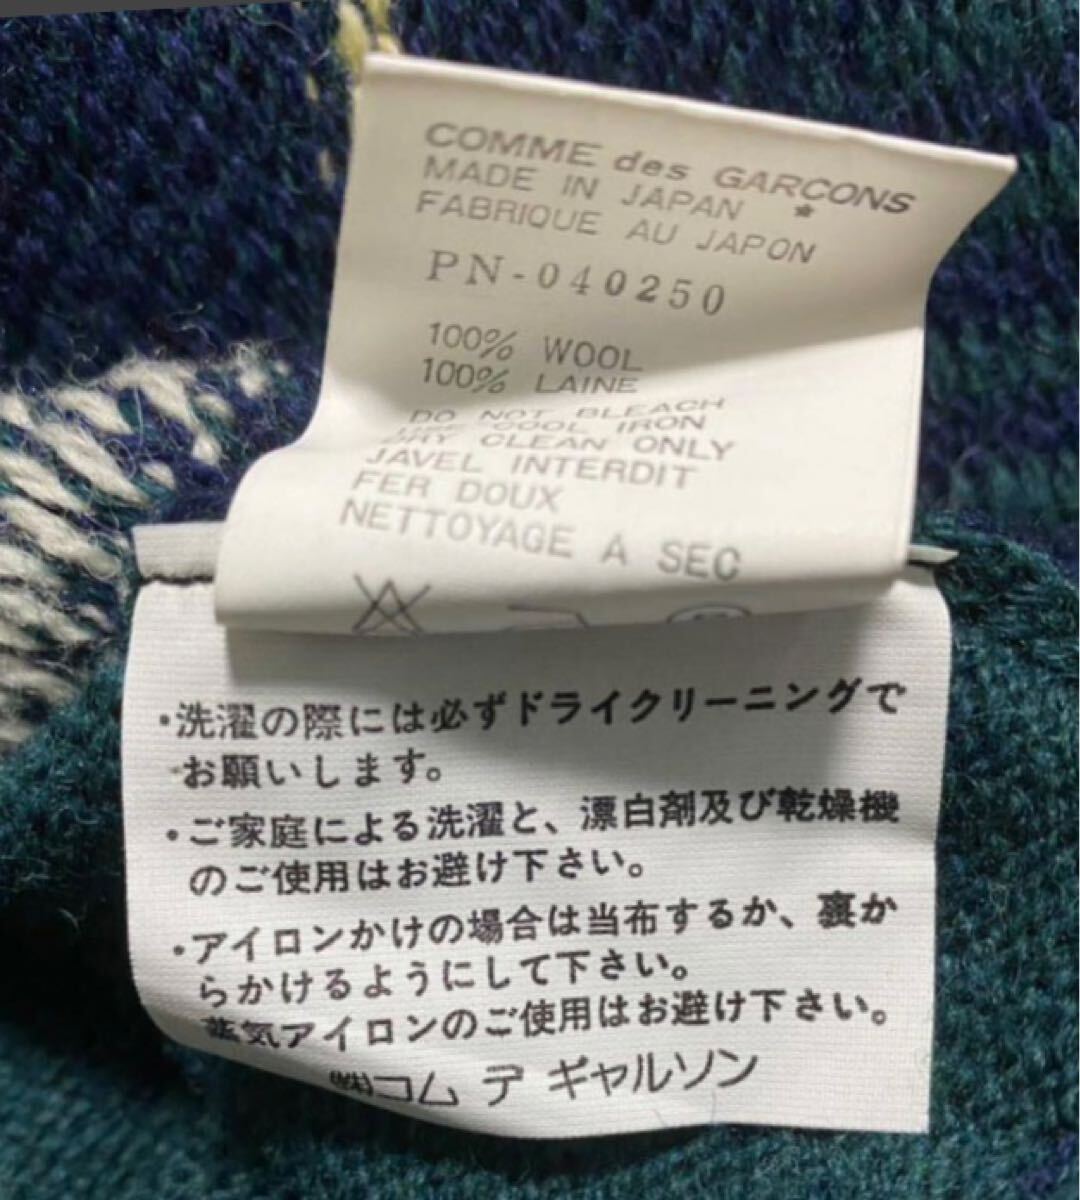 COMME des GARCONS
MADE IN JAPAN *
FABRIQUE AU JAPON
PN-040250
100% WOOL
100% LAINE
DO NOT BLEACH
USE COOL IRON
DRY CLEAN ONLY
JAVEL INTERDIT
FER DOUX
NETTOYAGE A SEC
・洗濯の際には必ずドライクリーニングで
お願いします。
・ご家庭による洗濯と、漂白剤及び乾燥機
のご使用はお避け下さい。
・アイロンかけの場合は当布するか、裏か
らかけるようにして下さい。
蒸気アイロンのご使用はお避け下さい。
㈱コム デ ギャルソン